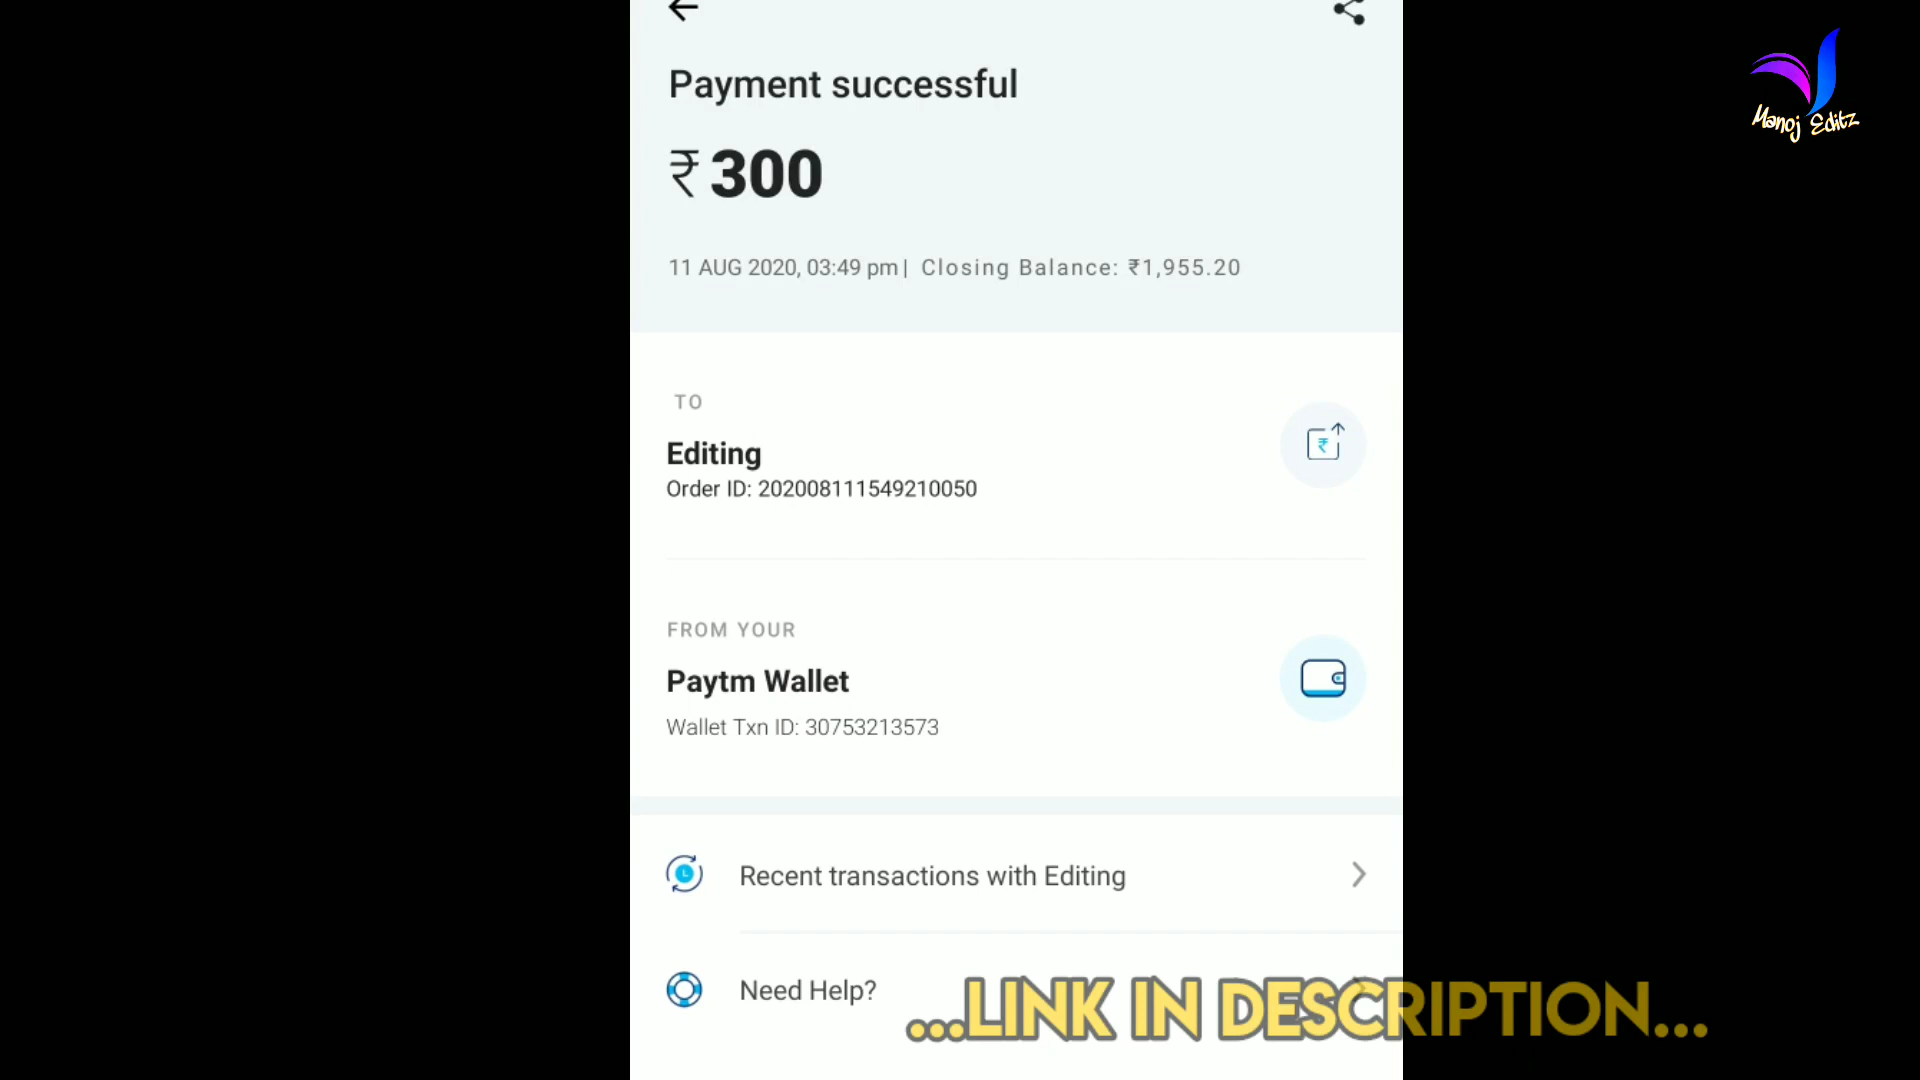 Payment successful
₹300
11 AUG 2020, 03:49 pm| Closing Balance: ₹1,955.20
TO
Editing
Order ID: 202008111549210050
FROM YOUR
Paytm Wallet
Wallet Txn ID: 30753213573
Recent transactions with Editing
Need Help?
...LINK IN DESCRIPTION...
Manoj Editz